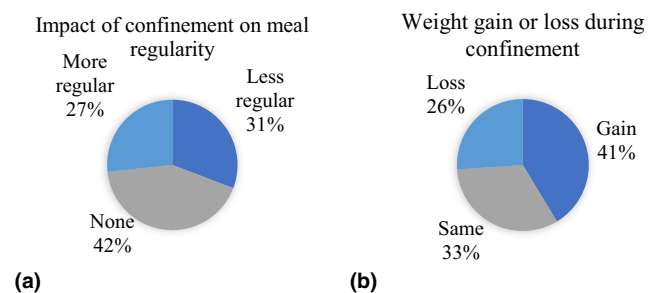 Impact of confinement on meal
regularity
More
regular
27%
Less
regular
31%
None
42%
(a)
Weight gain or loss during
confinement
Loss
26%
Gain
41%
Same
33%
(b)